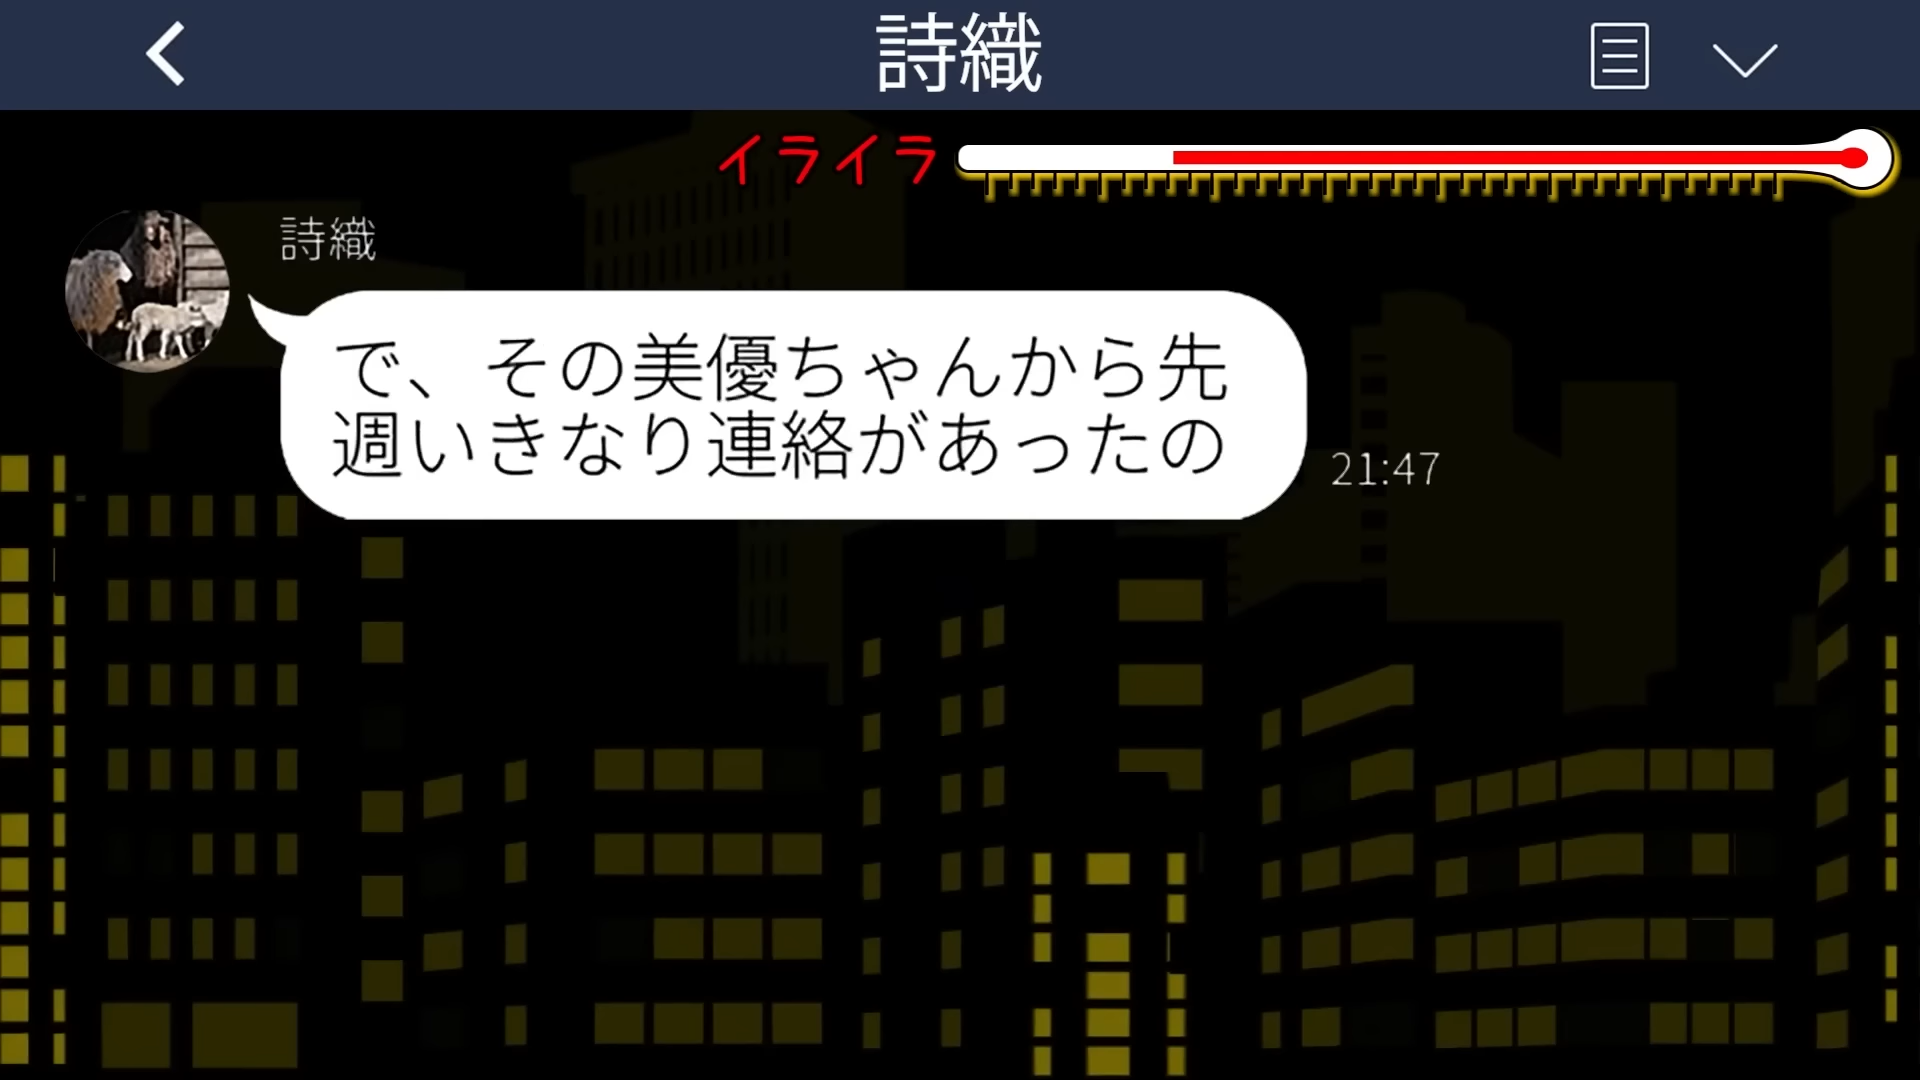 詩織
イライラ
詩織
で、その美優ちゃんから先
週いきなり連絡があったの
21:47